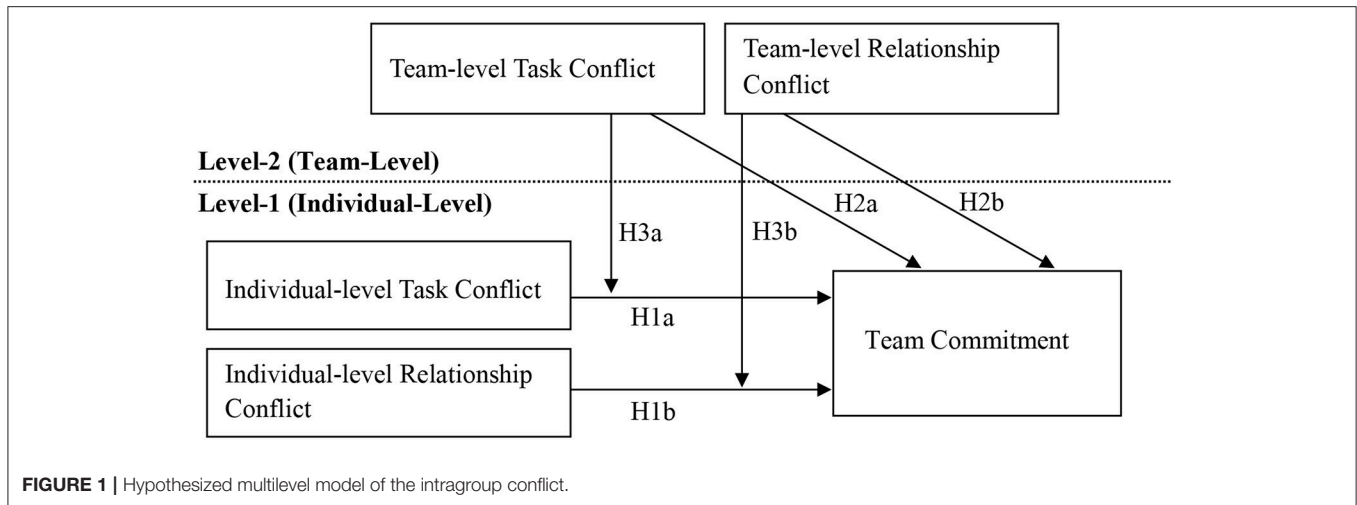 Team-level Task Conflict
Team-level Relationship
Conflict
Level-2 (Team-Level)
Level-1 (Individual-Level)
H3a
H3b
H2a
H2b
Individual-level Task Conflict
H1a
Team Commitment
Individual-level Relationship
Conflict
H1b
FIGURE 1 | Hypothesized multilevel model of the intragroup conflict.